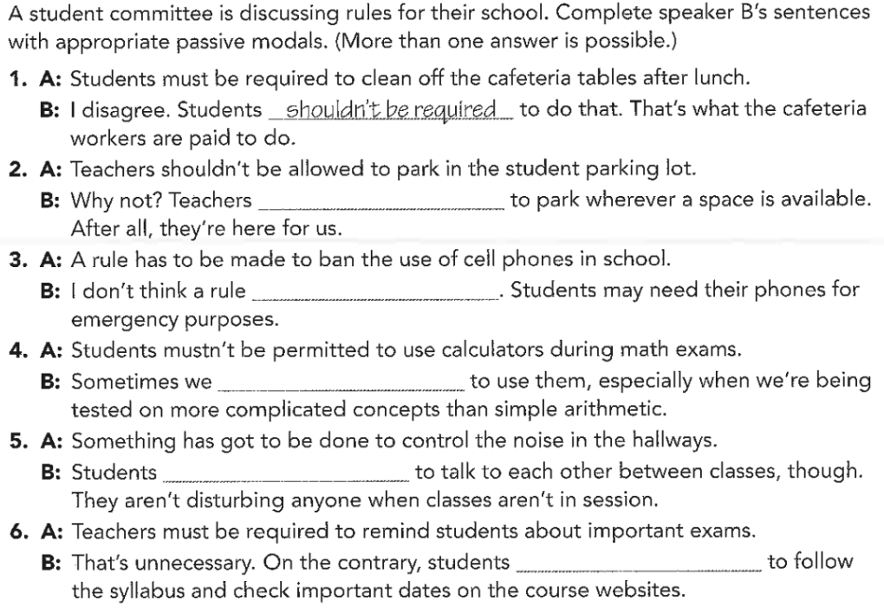 A student committee is discussing rules for their school. Complete speaker B's sentences
with appropriate passive modals. (More than one answer is possible.)
1. A: Students must be required to clean off the cafeteria tables after lunch.
B: I disagree. Students shouldn't be required to do that. That's what the cafeteria
workers are paid to do.
2. A: Teachers shouldn't be allowed to park in the student parking lot.
B: Why not? Teachers ____________ to park wherever a space is available.
After all, they're here for us.
3. A: A rule has to be made to ban the use of cell phones in school.
B: I don't think a rule ____________. Students may need their phones for
emergency purposes.
4. A: Students mustn't be permitted to use calculators during math exams.
B: Sometimes we ____________ to use them, especially when we're being
tested on more complicated concepts than simple arithmetic.
5. A: Something has got to be done to control the noise in the hallways.
B: Students ____________ to talk to each other between classes, though.
They aren't disturbing anyone when classes aren't in session.
6. A: Teachers must be required to remind students about important exams.
B: That's unnecessary. On the contrary, students ____________ to follow
the syllabus and check important dates on the course websites.